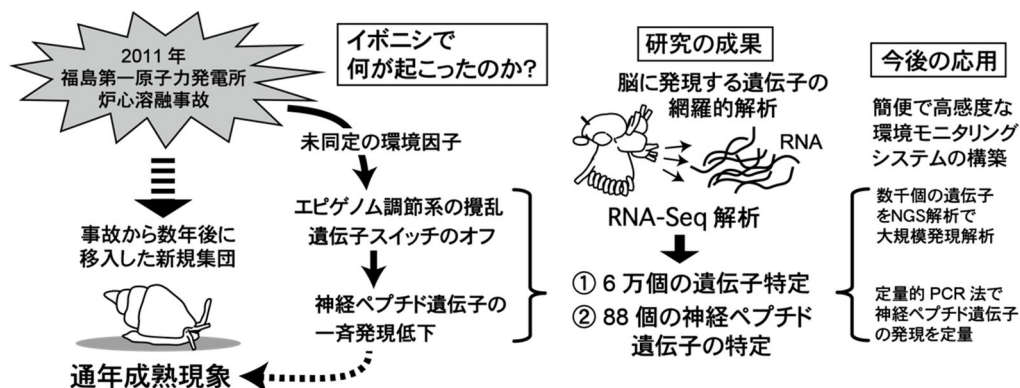 2011年
福島第一原子力発電所
炉心溶融事故
事故から数年後に
移入した新規集団
通年成熟現象
イボニシで
何が起こったのか?
未同定の環境因子
エピゲノム調節系の攪乱
遺伝子スイッチのオフ
神経ペプチド遺伝子の
一斉発現低下
研究の成果
脳に発現する遺伝子の
網羅的解析
RNA
RNA-Seq 解析
① 6万個の遺伝子特定
② 88個の神経ペプチド
遺伝子の特定
今後の応用
簡便で高感度な
環境モニタリング
システムの構築
数千個の遺伝子
をNGS解析で
大規模発現解析
定量的 PCR 法で
神経ペプチド遺伝子
の発現を定量